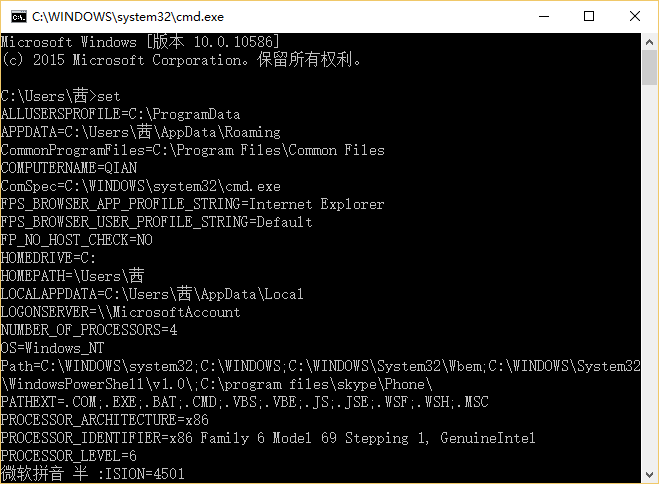 C:\WINDOWS\system32\cmd.exe
Microsoft Windows [版本 10.0.10586]
(c) 2015 Microsoft Corporation。保留所有权利。
C:\Users\茜>set
ALLUSERSPROFILE=C:\ProgramData
APPDATA=C:\Users\茜\AppData\Roaming
CommonProgramFiles=C:\Program Files\Common Files
COMPUTERNAME=QIAN
ComSpec=C:\WINDOWS\system32\cmd.exe
FPS_BROWSER_APP_PROFILE_STRING=Internet Explorer
FPS_BROWSER_USER_PROFILE_STRING=Default
FP_NO_HOST_CHECK=NO
HOMEDRIVE=C:
HOMEPATH=\Users\茜
LOCALAPPDATA=C:\Users\茜\AppData\Local
LOGONSERVER=\\MicrosoftAccount
NUMBER_OF_PROCESSORS=4
OS=Windows_NT
Path=C:\WINDOWS\system32;C:\WINDOWS;C:\WINDOWS\System32\Wbem;C:\WINDOWS\System32
\WindowsPowerShell\v1.0\;C:\program files\skype\Phone\
PATHEXT=.COM;.EXE;.BAT;.CMD;.VBS;.VBE;.JS;.JSE;.WSF;.WSH;.MSC
PROCESSOR_ARCHITECTURE=x86
PROCESSOR_IDENTIFIER=x86 Family 6 Model 69 Stepping 1, GenuineIntel
PROCESSOR_LEVEL=6
微软拼音 半 :ISION=4501